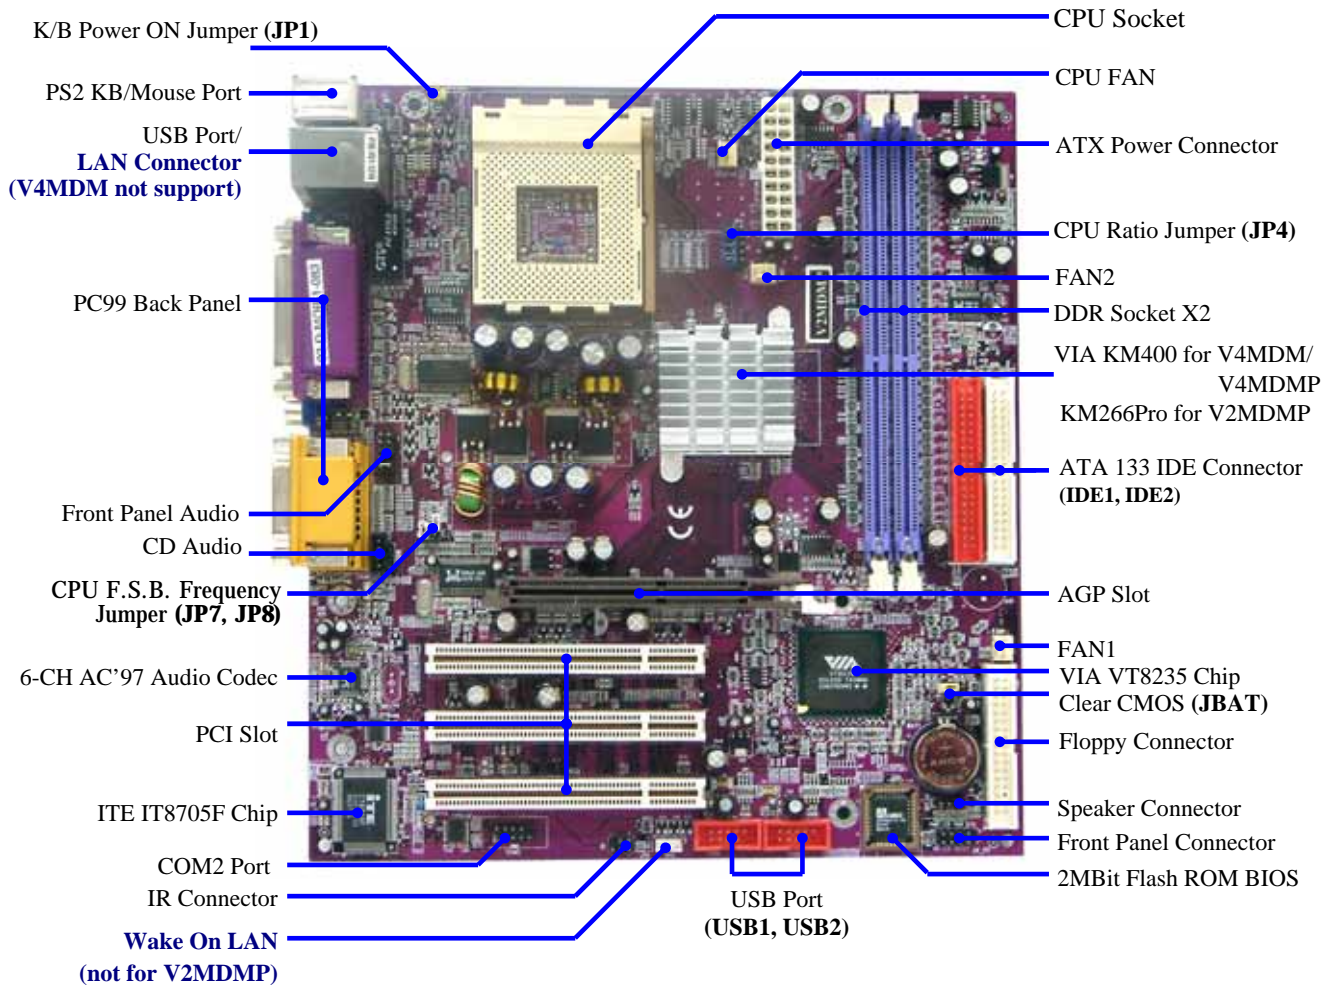 K/B Power ON Jumper (JP1)
PS2 KB/Mouse Port
USB Port/
LAN Connector
(V4MDM not support)
PC99 Back Panel
Front Panel Audio
CD Audio
CPU F.S.B. Frequency
Jumper (JP7, JP8)
6-CH AC’97 Audio Codec
PCI Slot
ITE IT8705F Chip
COM2 Port
IR Connector
Wake On LAN
(not for V2MDMP)
USB Port
(USB1, USB2)
CPU Socket
CPU FAN
ATX Power Connector
CPU Ratio Jumper (JP4)
FAN2
DDR Socket X2
VIA KM400 for V4MDM/
V4MDMP
KM266Pro for V2MDMP
ATA 133 IDE Connector
(IDE1, IDE2)
AGP Slot
FAN1
VIA VT8235 Chip
Clear CMOS (JBAT)
Floppy Connector
Speaker Connector
Front Panel Connector
2MBit Flash ROM BIOS
V2MDM
CE
VIA